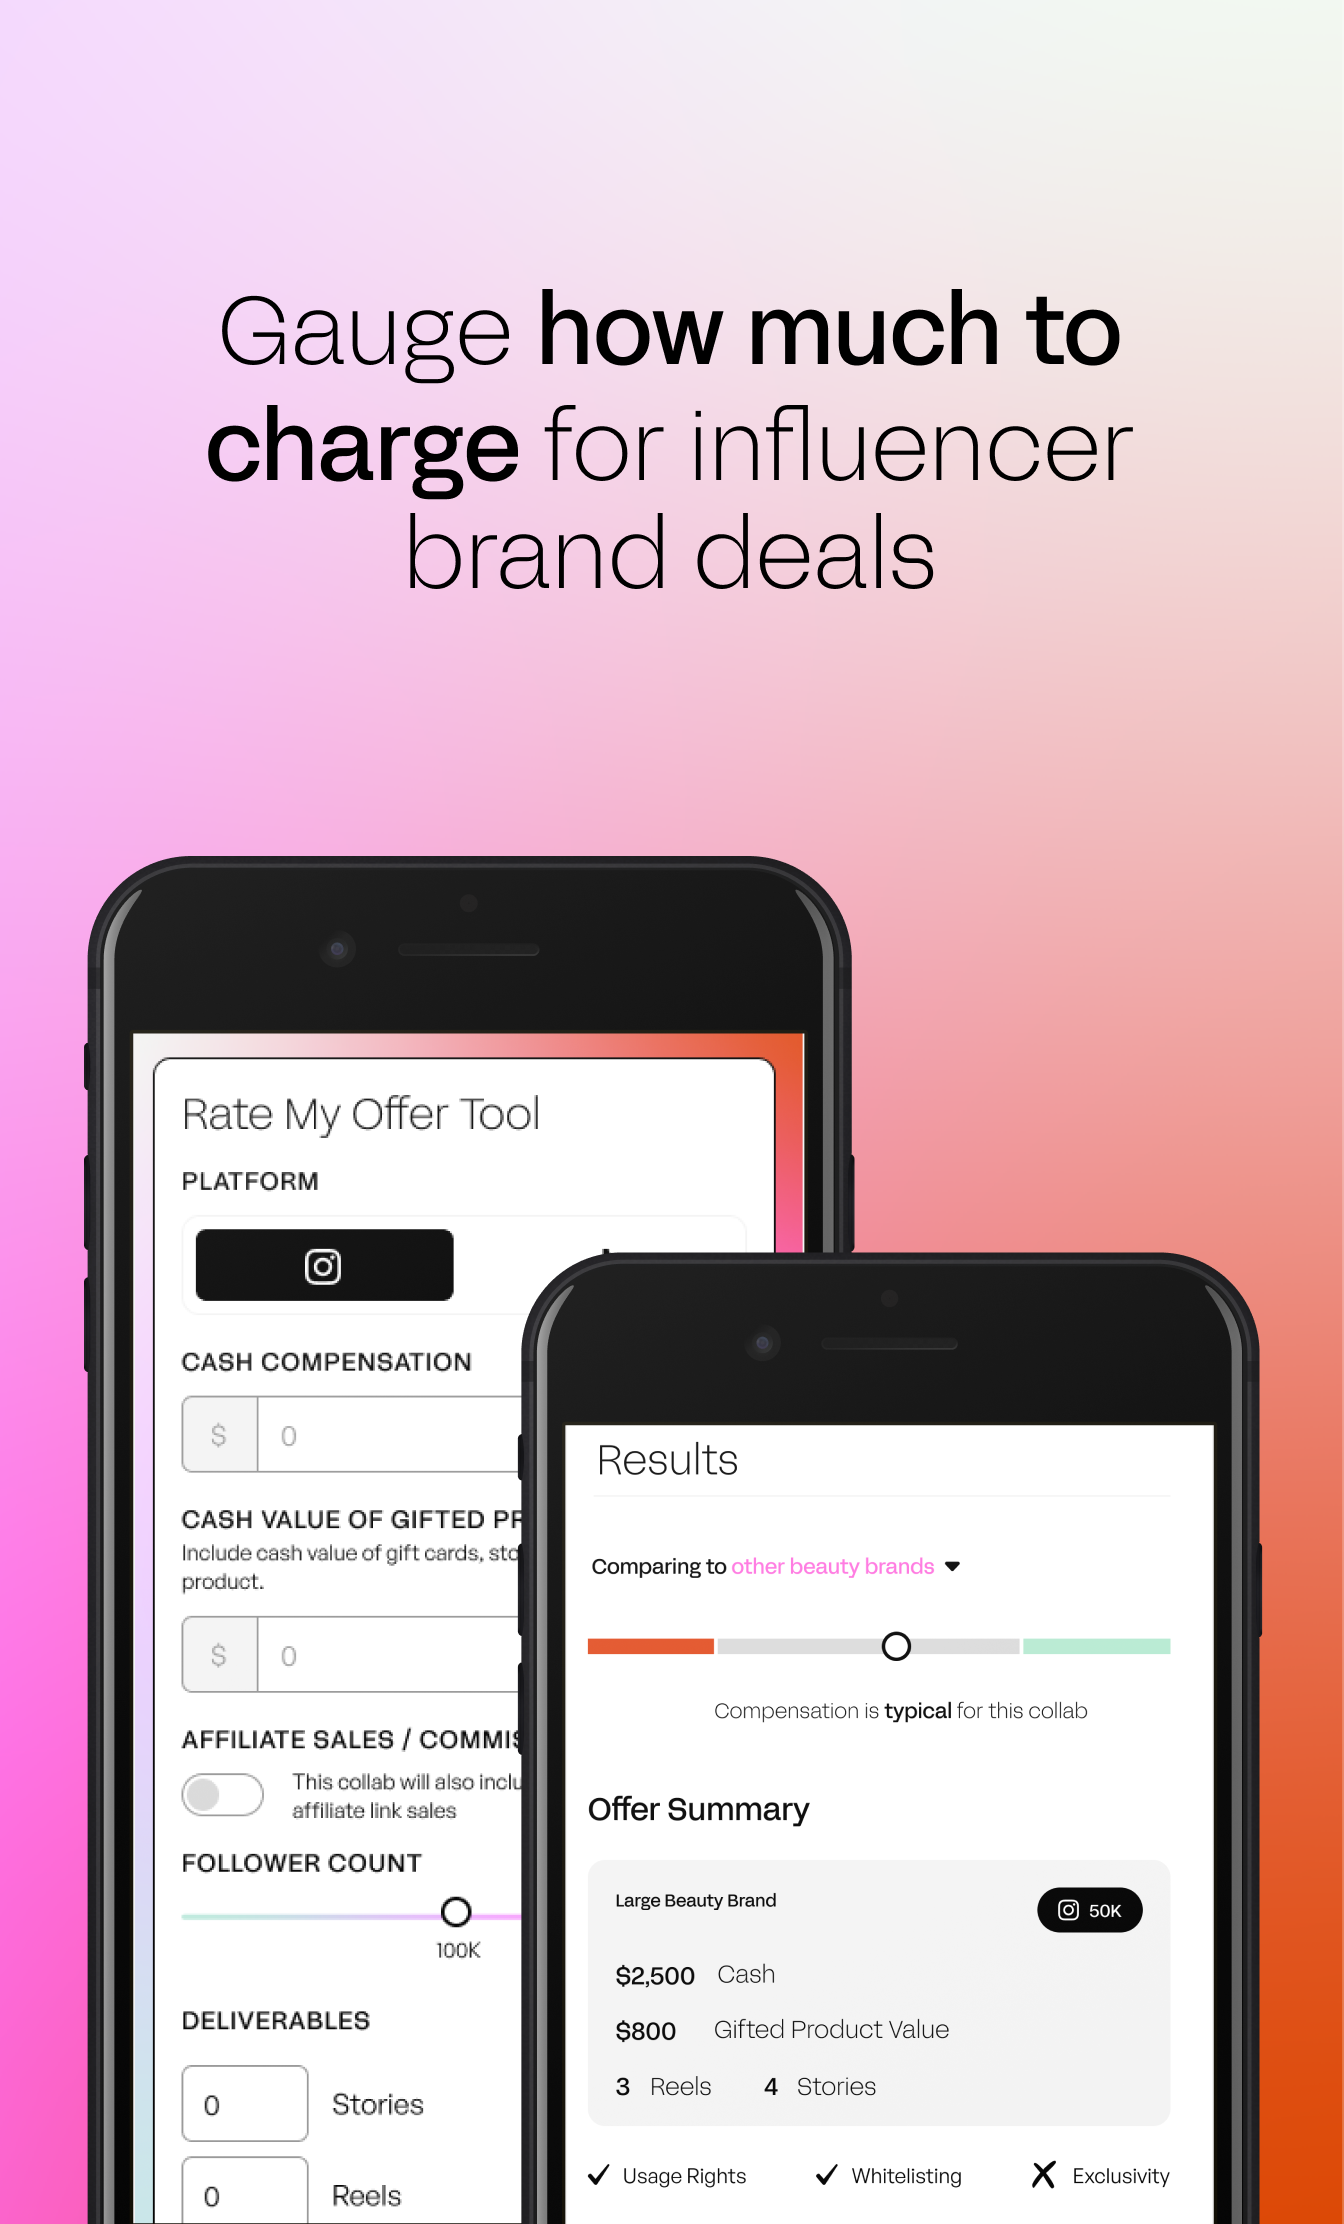 Gauge how much to
charge for influencer
brand deals
Rate My Offer Tool
PLATFORM
CASH COMPENSATION
$ 0
CASH VALUE OF GIFTED
Include cash value of gift cards,
product.
$ 0
AFFILIATE SALES /
This collab will also
affiliate link sales
FOLLOWER COUNT
100K
DELIVERABLES
0 Stories
0 Reels
Results
Comparing to other beauty brands
Compensation is typical for this collab
Offer Summary
Large Beauty Brand
50K
$2,500 Cash
$800 Gifted Product Value
3 Reels 4 Stories
Usage Rights Whitelisting Exclusivity